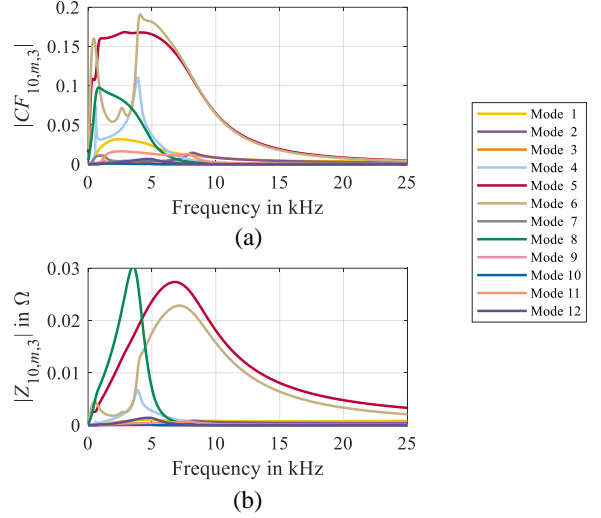 0.2
0.15
0.1
0.05
0
|CF10,m,3|
0 5 10 15 20 25
Frequency in kHz
(a)
Mode 1
Mode 2
Mode 3
Mode 4
Mode 5
Mode 6
Mode 7
Mode 8
Mode 9
Mode 10
Mode 11
Mode 12
0.03
0.02
0.01
0
|Z10,m,3| in Ω
0 5 10 15 20 25
Frequency in kHz
(b)